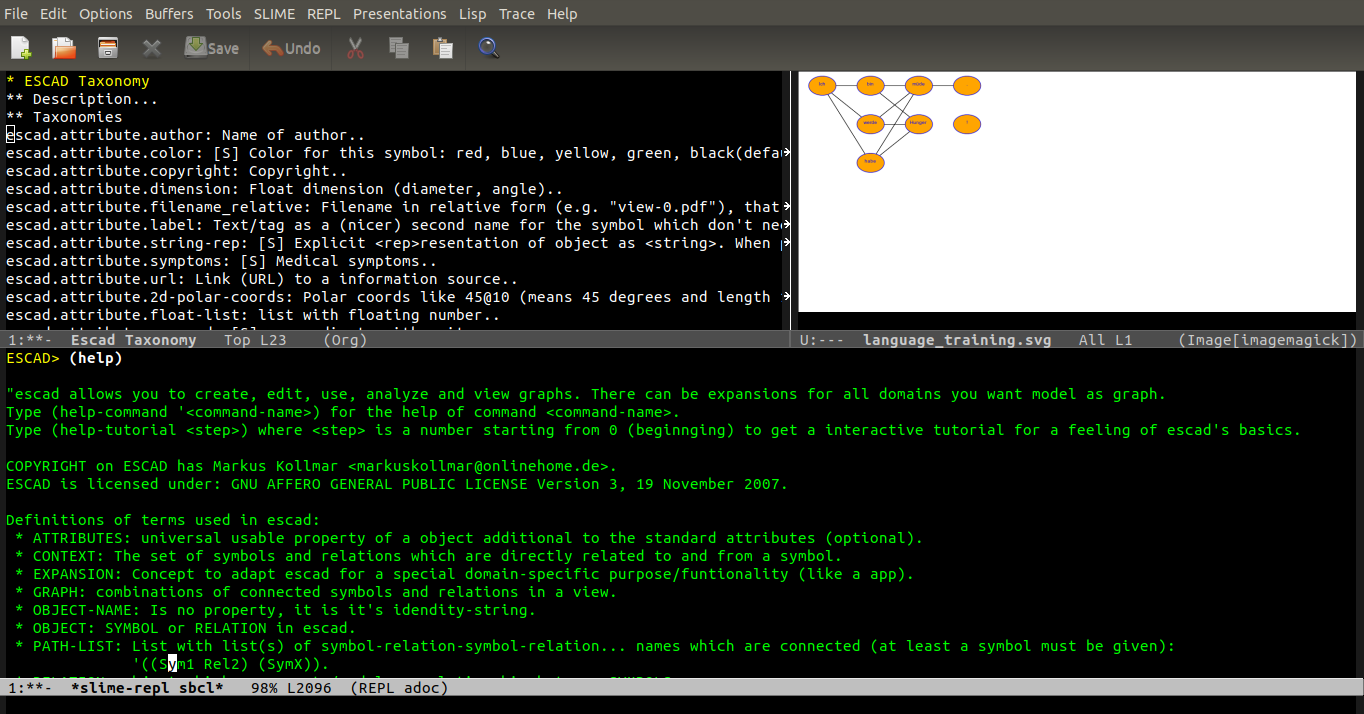 File Edit Options Buffers Tools SLIME REPL Presentations Lisp Trace Help
Save Undo
* ESCAD Taxonomy
** Description...
** Taxonomies
escad.attribute.author: Name of author..
escad.attribute.color: [S] Color for this symbol: red, blue, yellow, green, black(defau
escad.attribute.copyright: Copyright..
escad.attribute.dimension: Float dimension (diameter, angle)..
escad.attribute.filename_relative: Filename in relative form (e.g. "view-0.pdf"), that
escad.attribute.label: Text/tag as a (nicer) second name for the symbol which don't nee
escad.attribute.string-rep: [S] Explicit <rep>resentation of object as <string>. When
escad.attribute.symptoms: [S] Medical symptoms..
escad.attribute.url: Link (URL) to a information source..
escad.attribute.2d-polar-coords: Polar coords like 45@10 (means 45 degrees and length
escad.attribute.float-list: list with floating number..
1:**- Escad Taxonomy Top L23 (Org)
Ich bin müde .
werde Hunger !
habe
U:--- language_training.svg All L1 (Image[imagemagick])
ESCAD> (help)
"escad allows you to create, edit, use, analyze and view graphs. There can be expansions for all domains you want model as graph.
Type (help-command '<command-name>) for the help of command <command-name>.
Type (help-tutorial <step>) where <step> is a number starting from 0 (beginnging) to get a interactive tutorial for a feeling of escad's basics.
COPYRIGHT on ESCAD has Markus Kollmar <markuskollmar@onlinehome.de>.
ESCAD is licensed under: GNU AFFERO GENERAL PUBLIC LICENSE Version 3, 19 November 2007.
Definitions of terms used in escad:
* ATTRIBUTES: universal usable property of a object additional to the standard attributes (optional).
* CONTEXT: The set of symbols and relations which are directly related to and from a symbol.
* EXPANSION: Concept to adapt escad for a special domain-specific purpose/funtionality (like a app).
* GRAPH: combinations of connected symbols and relations in a view.
* OBJECT-NAME: Is no property, it is it's idendity-string.
* OBJECT: SYMBOL or RELATION in escad.
* PATH-LIST: List with list(s) of symbol-relation-symbol-relation... names which are connected (at least a symbol must be given):
'((Sym1 Rel2) (SymX)).
1:**- *slime-repl sbcl* 98% L2096 (REPL adoc)